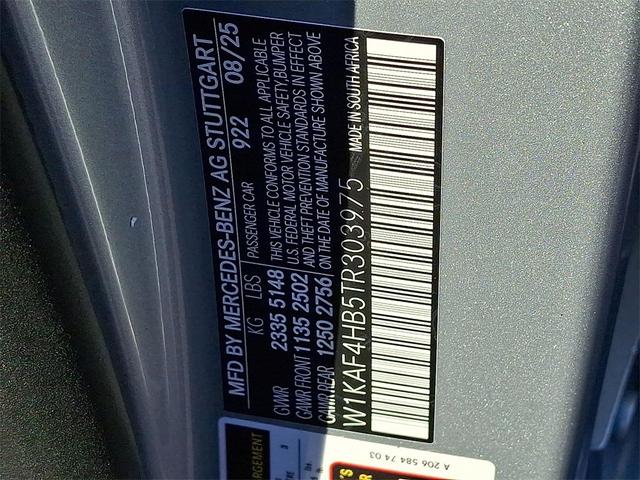 MFD BY MERCEDES-BENZ AG STUTTGART
KG LBS PASSENGER CAR 922 08/25
GVWR 2335 5148 THIS VEHICLE CONFORMS TO ALL APPLICABLE
GAWR FRONT 1135 2502 U.S. FEDERAL MOTOR VEHICLE SAFETY,BUMPER
AND THEFT PREVENTION STANDARDS IN EFFECT
GAWR REAR 1250 2756 ON THE DATE OF MANUFACTURE SHOWN ABOVE
W1KAF4HB5TR303975 MADE IN SOUTH AFRICA
A 206 584 74 03